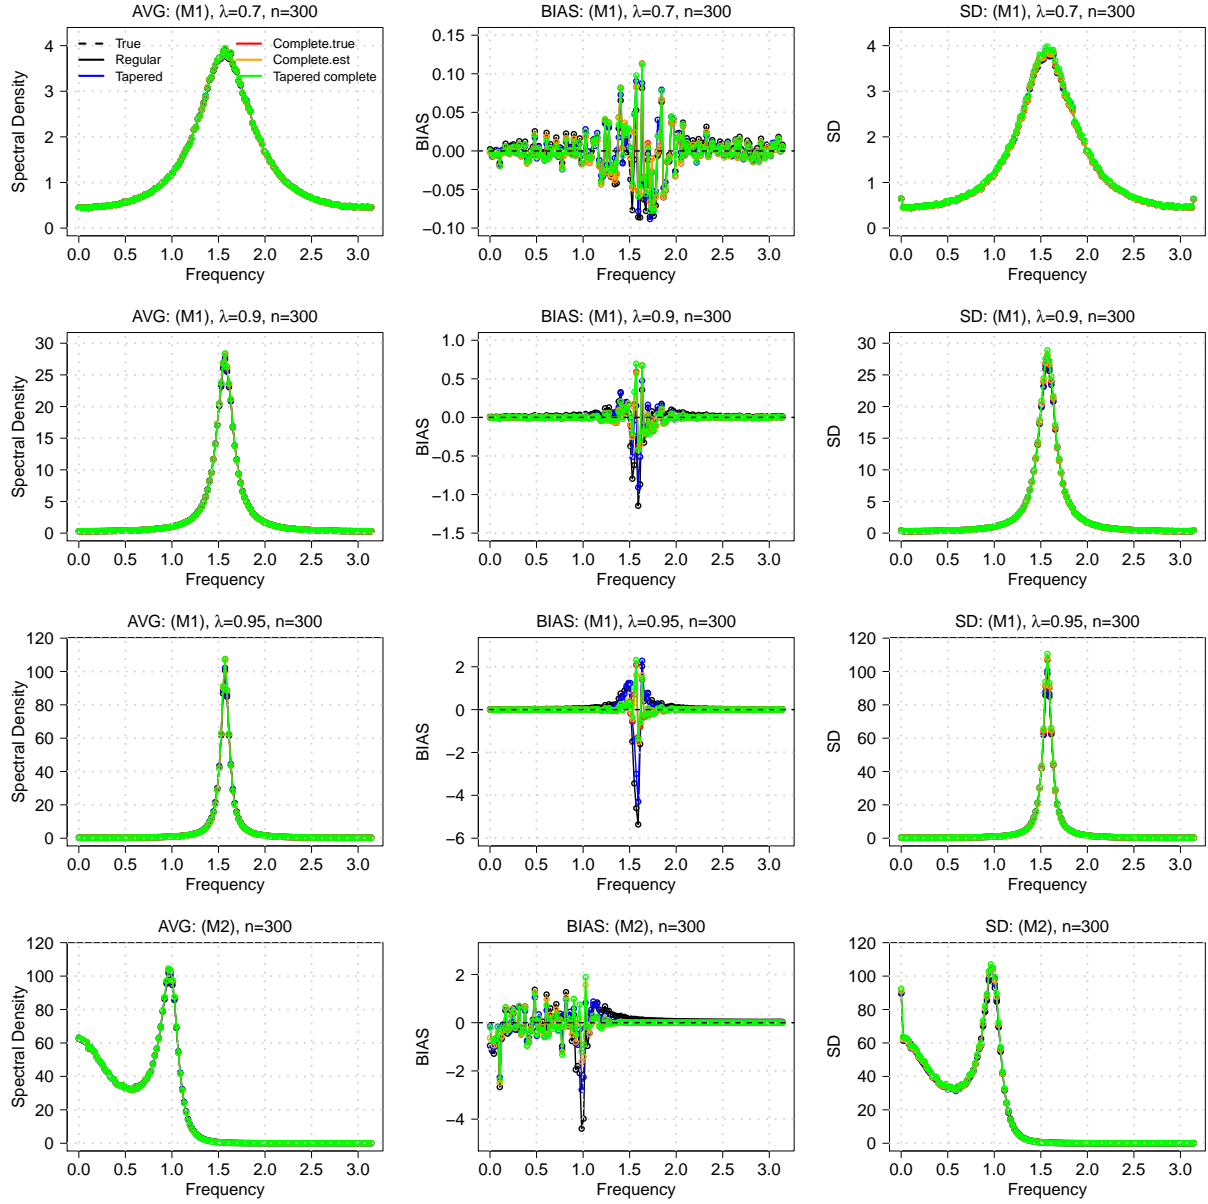 AVG: (M1), λ=0.7, n=300
BIAS: (M1), λ=0.7, n=300
SD: (M1), λ=0.7, n=300
True
Regular
Tapered
Complete.true
Complete.est
Tapered complete
Spectral Density
0 1 2 3 4
0.0 0.5 1.0 1.5 2.0 2.5 3.0
Frequency
BIAS
−0.10 −0.05 0.00 0.05 0.10 0.15
0.0 0.5 1.0 1.5 2.0 2.5 3.0
Frequency
SD
0 1 2 3 4
0.0 0.5 1.0 1.5 2.0 2.5 3.0
Frequency
AVG: (M1), λ=0.9, n=300
BIAS: (M1), λ=0.9, n=300
SD: (M1), λ=0.9, n=300
Spectral Density
0 5 10 15 20 25 30
0.0 0.5 1.0 1.5 2.0 2.5 3.0
Frequency
BIAS
−1.5 −1.0 −0.5 0.0 0.5 1.0
0.0 0.5 1.0 1.5 2.0 2.5 3.0
Frequency
SD
0 5 10 15 20 25 30
0.0 0.5 1.0 1.5 2.0 2.5 3.0
Frequency
AVG: (M1), λ=0.95, n=300
BIAS: (M1), λ=0.95, n=300
SD: (M1), λ=0.95, n=300
Spectral Density
0 20 40 60 80 100 120
0.0 0.5 1.0 1.5 2.0 2.5 3.0
Frequency
BIAS
−6 −4 −2 0 2
0.0 0.5 1.0 1.5 2.0 2.5 3.0
Frequency
SD
0 20 40 60 80 100 120
0.0 0.5 1.0 1.5 2.0 2.5 3.0
Frequency
AVG: (M2), n=300
BIAS: (M2), n=300
SD: (M2), n=300
Spectral Density
0 20 40 60 80 100 120
0.0 0.5 1.0 1.5 2.0 2.5 3.0
Frequency
BIAS
−4 −2 0 2
0.0 0.5 1.0 1.5 2.0 2.5 3.0
Frequency
SD
0 20 40 60 80 100 120
0.0 0.5 1.0 1.5 2.0 2.5 3.0
Frequency